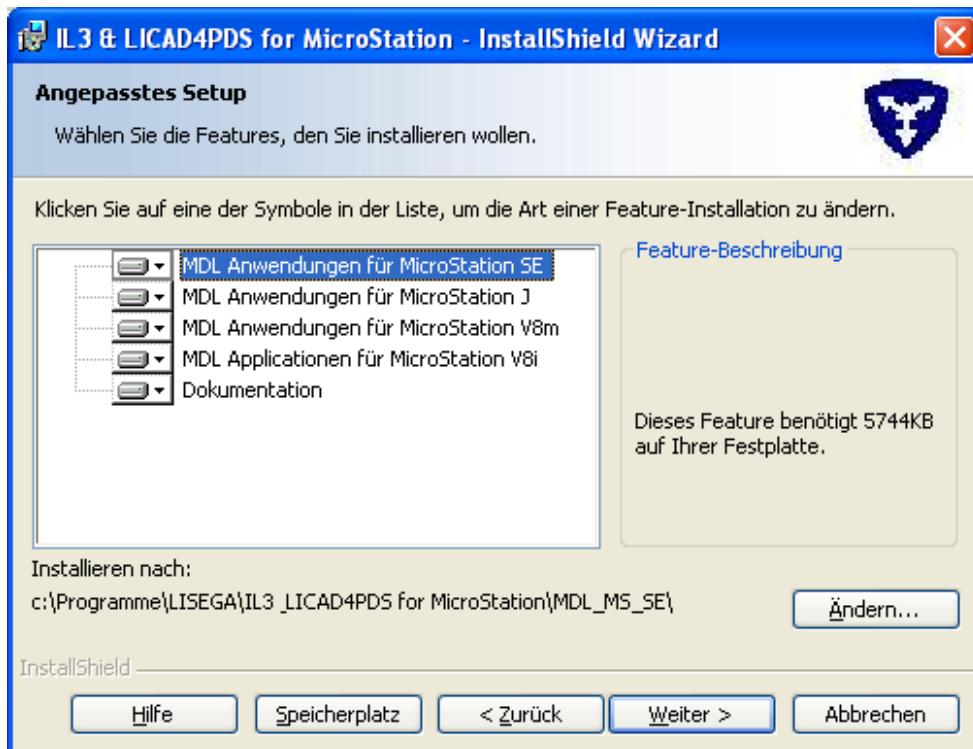 IL3 & LICAD4PDS for MicroStation - InstallShield Wizard
Angepasstes Setup
Wählen Sie die Features, den Sie installieren wollen.
Klicken Sie auf eine der Symbole in der Liste, um die Art einer Feature-Installation zu ändern.
MDL Anwendungen für MicroStation SE
MDL Anwendungen für MicroStation J
MDL Anwendungen für MicroStation V8m
MDL Applicationen für MicroStation V8i
Dokumentation
Feature-Beschreibung
Dieses Feature benötigt 5744KB
auf Ihrer Festplatte.
Installieren nach:
c:\Programme\LISEGA\IL3 _LICAD4PDS for MicroStation\MDL_MS_SE\
Ändern...
InstallShield
Hilfe
Speicherplatz
< Zurück
Weiter >
Abbrechen